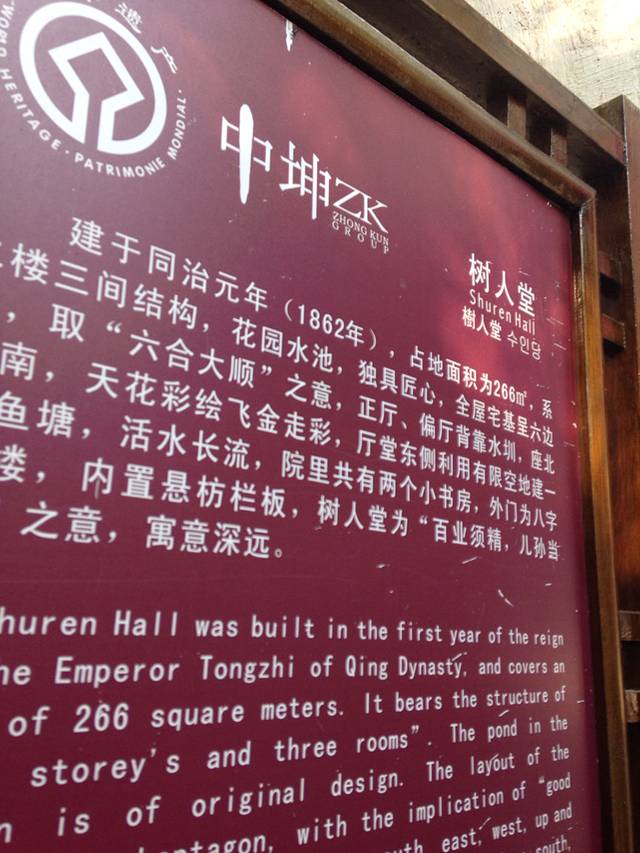 遗产
HERITAGE · PATRIMONIE MONDIAL ·
中坤 ZK
ZHONG KUN
GROUP
树人堂
Shuren Hall
樹人堂 수인당
建于同治元年（1862年），占地面积为266㎡，系
楼三间结构，花园水池，独具匠心，全屋宅基呈六边
，取“六合大顺”之意，正厅、偏厅背靠水圳，座北
南，天花彩绘飞金走彩，厅堂东侧利用有限空地建一
鱼塘，活水长流，院里共有两个小书房，外门为八字
楼，内置悬枋栏板，树人堂为“百业须精，儿孙当
之意，寓意深远。
huren Hall was built in the first year of the reign
he Emperor Tongzhi of Qing Dynasty, and covers an
of 266 square meters. It bears the structure of
storey's and three rooms". The pond in the
n is of original design. The layout of the
eptagon, with the implication of "good
east, west, up and
south,